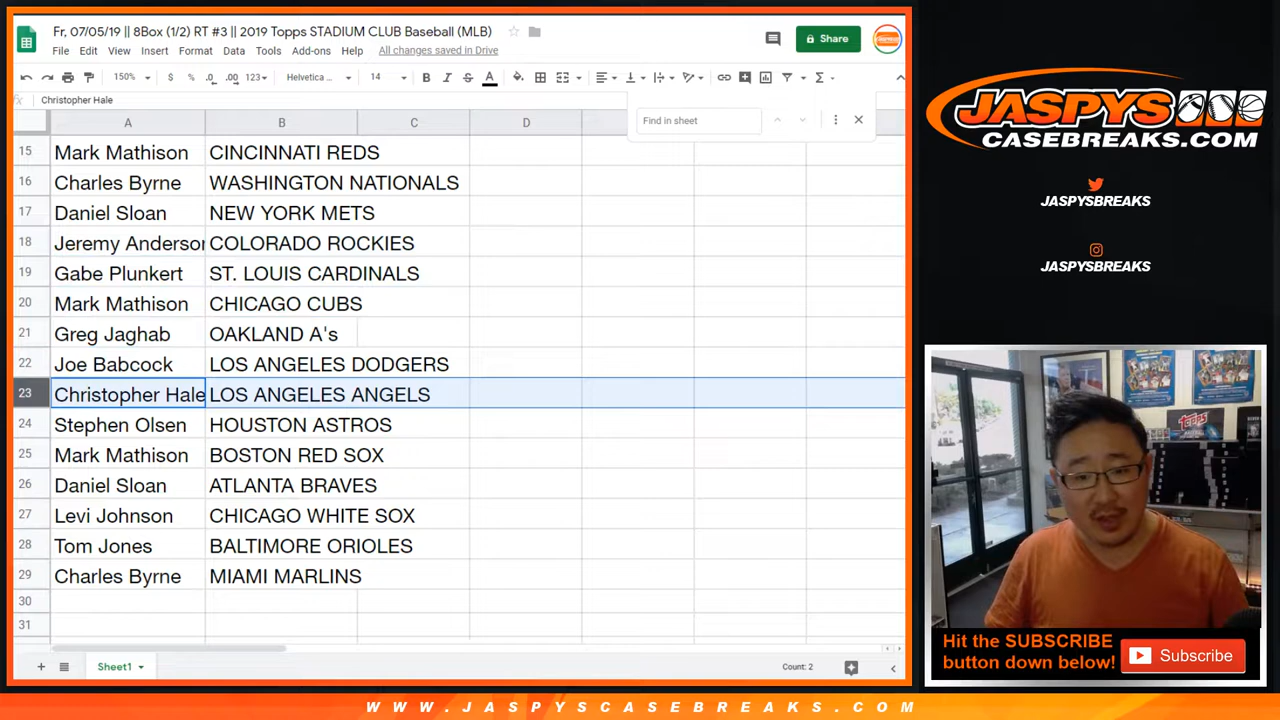 Fr, 07/05/19 || 8Box (1/2) RT #3 || 2019 Topps STADIUM CLUB Baseball (MLB)
File Edit View Insert Format Data Tools Add-ons Help All changes saved in Drive
Share
150% $ % .0 .00 123 Helvetica ... 14 B I S A
Christopher Hale
Find in sheet
A B C D
15 Mark Mathison CINCINNATI REDS
16 Charles Byrne WASHINGTON NATIONALS
17 Daniel Sloan NEW YORK METS
18 Jeremy Anderson COLORADO ROCKIES
19 Gabe Plunkert ST. LOUIS CARDINALS
20 Mark Mathison CHICAGO CUBS
21 Greg Jaghab OAKLAND A's
22 Joe Babcock LOS ANGELES DODGERS
23 Christopher Hale LOS ANGELES ANGELS
24 Stephen Olsen HOUSTON ASTROS
25 Mark Mathison BOSTON RED SOX
26 Daniel Sloan ATLANTA BRAVES
27 Levi Johnson CHICAGO WHITE SOX
28 Tom Jones BALTIMORE ORIOLES
29 Charles Byrne MIAMI MARLINS
30
31
Sheet1
Count: 2
JASPYS
CASEBREAKS.COM
JASPYSBREAKS
JASPYSBREAKS
TOPPS
Hit the SUBSCRIBE
button down below!
Subscribe
WWW.JASPYSCASEBREAKS.COM